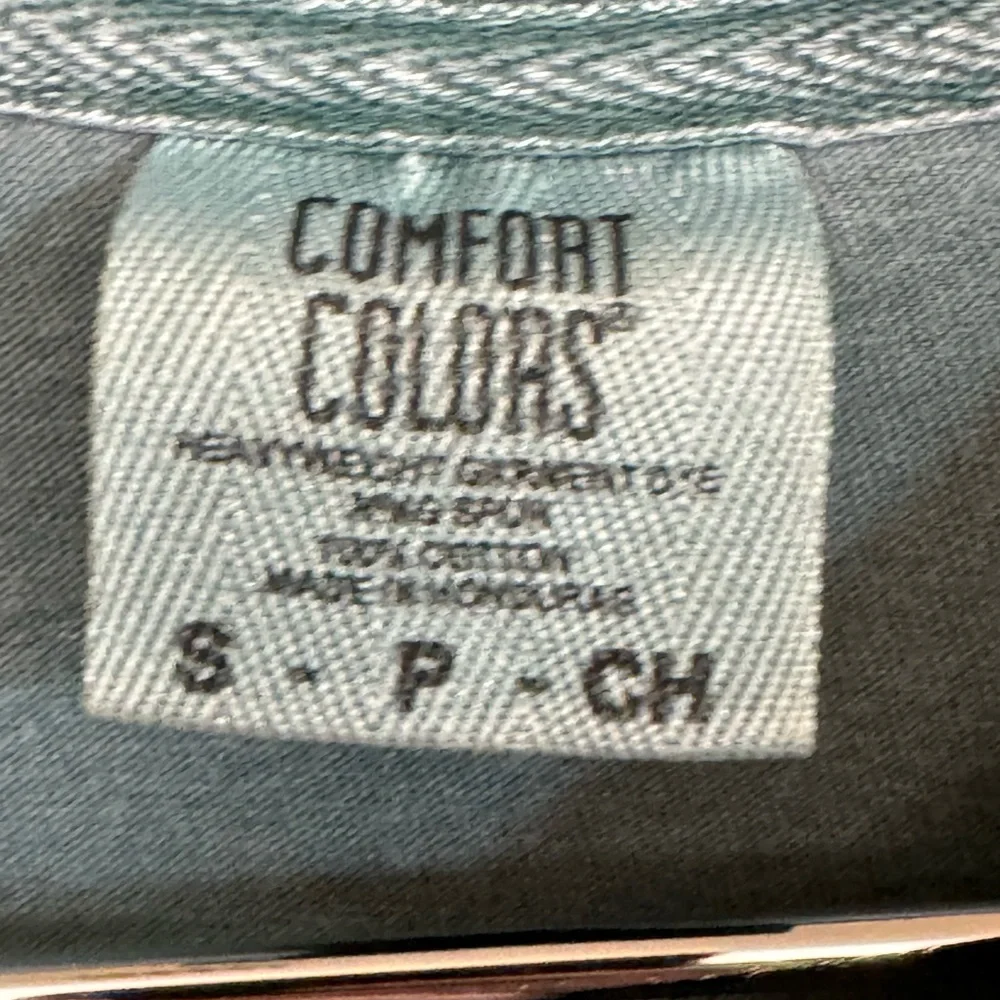 COMFORT
COLORS®
HEAVYWEIGHT GARMENT DYE
RING SPUN
100% COTTON
MADE IN HONDURAS
S - P - CH